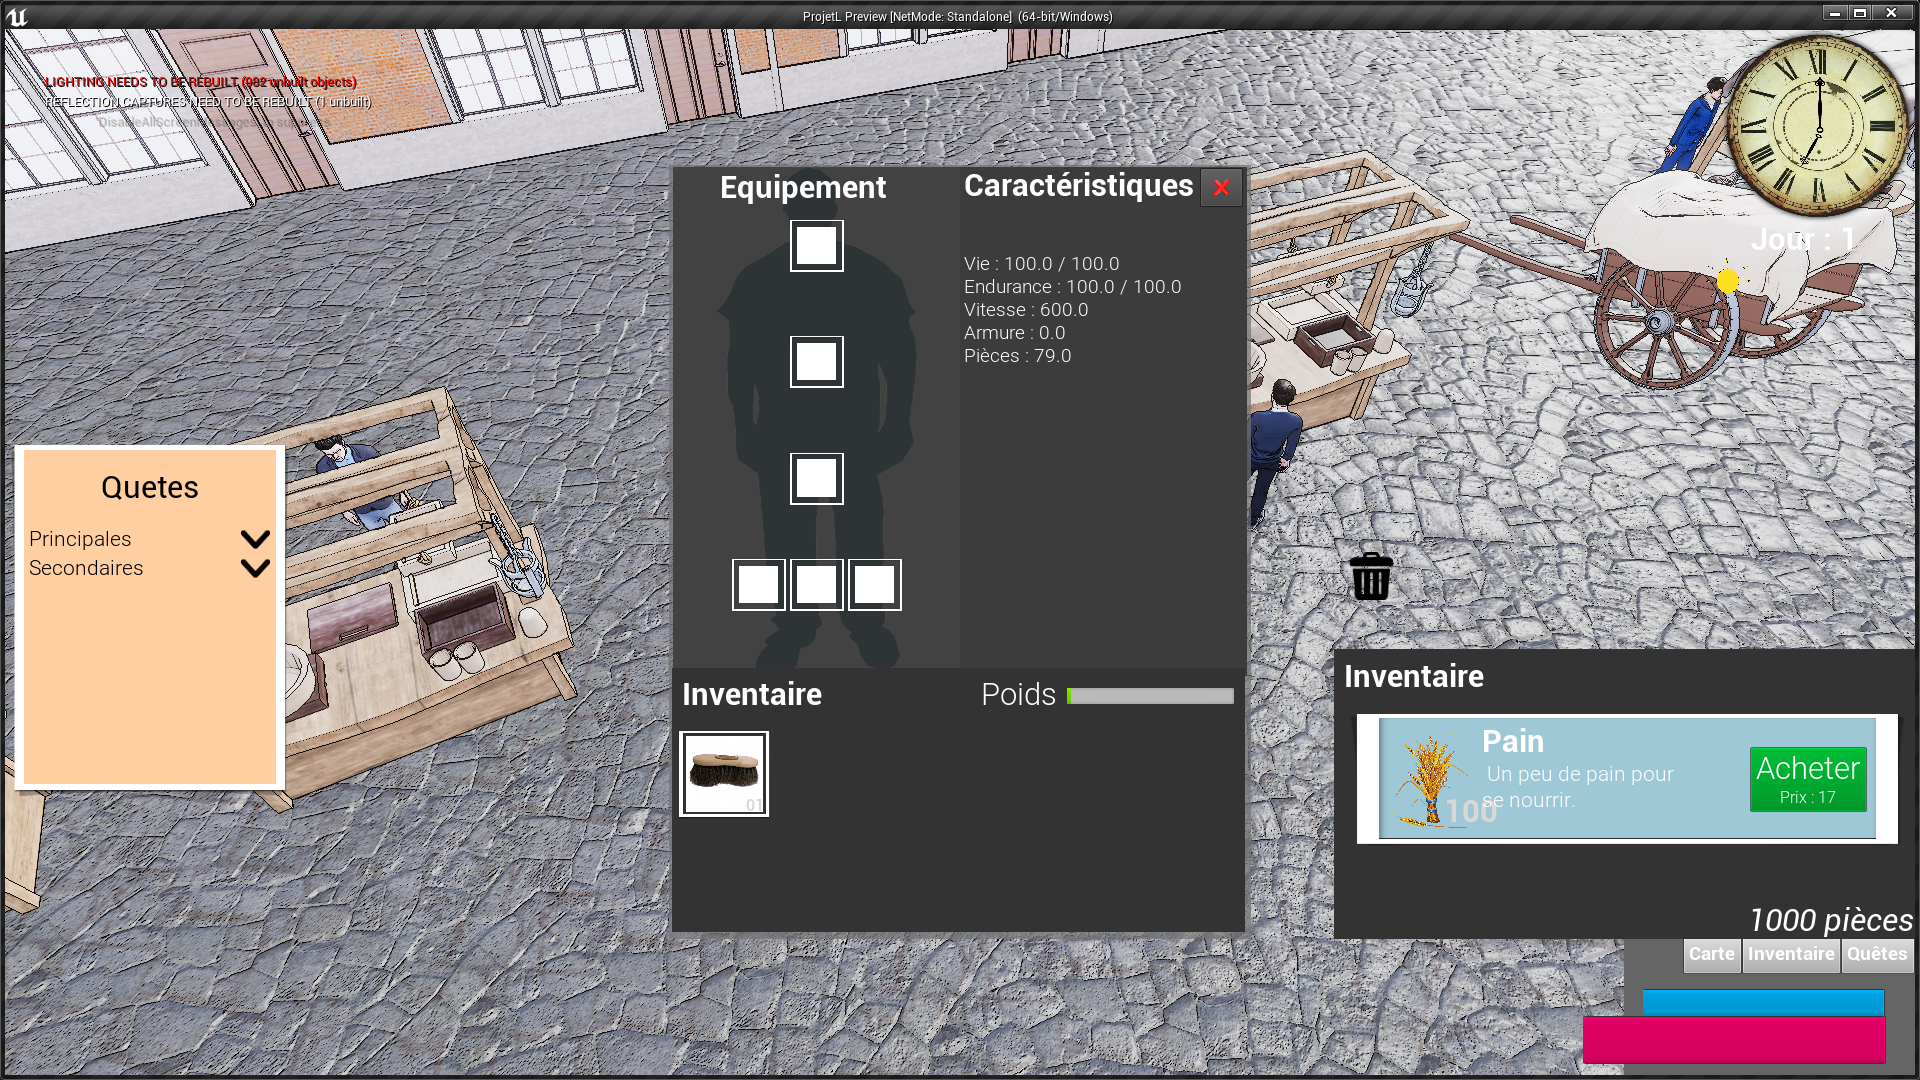 ProjetL Preview [NetMode: Standalone] (64-bit/Windows)
LIGHTING NEEDS TO BE REBUILT (982 unbuilt objects)
REFLECTION CAPTURES NEED TO BE REBUILT (1 unbuilt)
Jour : 1
Equipement
Caractéristiques
Vie : 100.0 / 100.0
Endurance : 100.0 / 100.0
Vitesse : 600.0
Armure : 0.0
Pièces : 79.0
Quetes
Principales
Secondaires
Inventaire
Poids
01
Inventaire
Pain
Un peu de pain pour
se nourrir.
100
Acheter
Prix : 17
1000 pièces
Carte
Inventaire
Quêtes